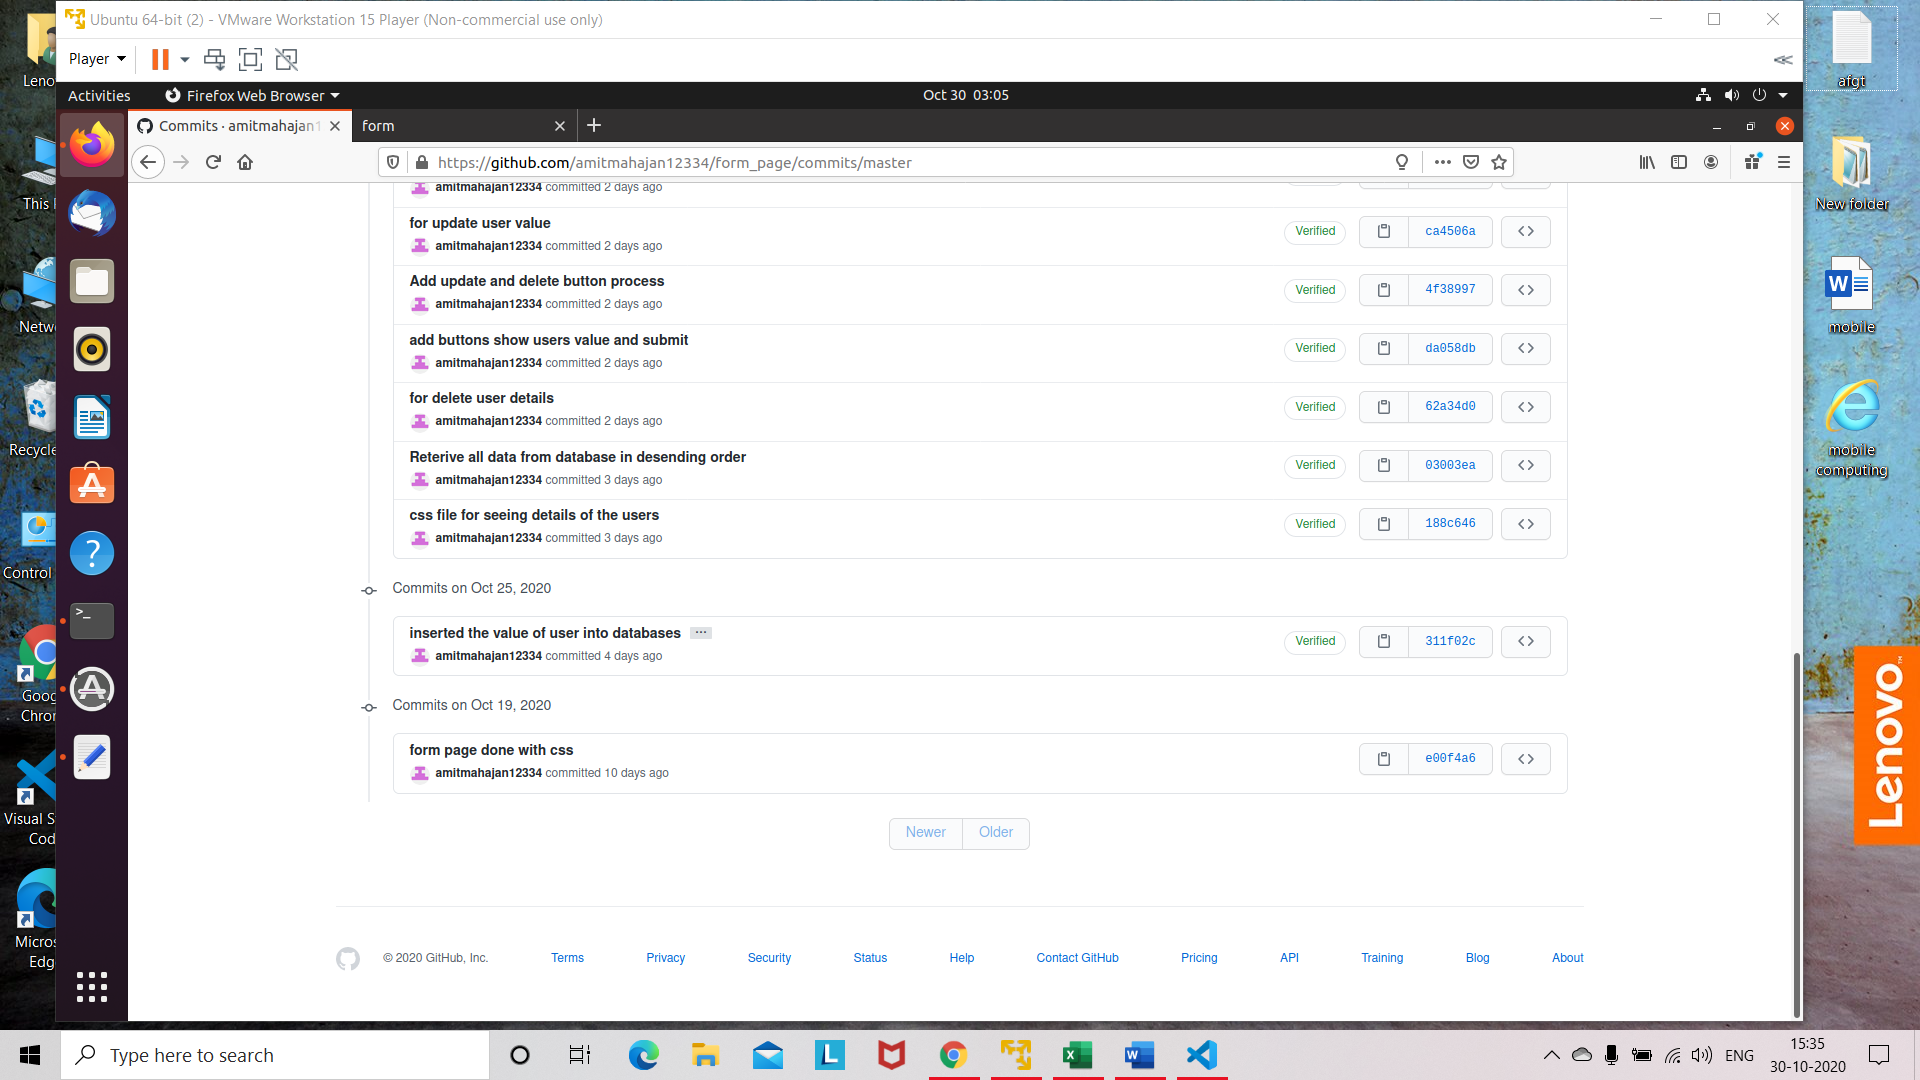 Ubuntu 64-bit (2) - VMware Workstation 15 Player (Non-commercial use only)
Player
Activities
Firefox Web Browser
Oct 30 03:05
Commits · amitmahajan1
form
https://github.com/amitmahajan12334/form_page/commits/master
amitmahajan12334 committed 2 days ago
for update user value
amitmahajan12334 committed 2 days ago
Verified
ca4506a
Add update and delete button process
amitmahajan12334 committed 2 days ago
Verified
4f38997
add buttons show users value and submit
amitmahajan12334 committed 2 days ago
Verified
da058db
for delete user details
amitmahajan12334 committed 2 days ago
Verified
62a34d0
Reterive all data from database in desending order
amitmahajan12334 committed 3 days ago
Verified
03003ea
css file for seeing details of the users
amitmahajan12334 committed 3 days ago
Verified
188c646
Commits on Oct 25, 2020
inserted the value of user into databases
amitmahajan12334 committed 4 days ago
Verified
311f02c
Commits on Oct 19, 2020
form page done with css
amitmahajan12334 committed 10 days ago
e00f4a6
Newer
Older
© 2020 GitHub, Inc.
Terms
Privacy
Security
Status
Help
Contact GitHub
Pricing
API
Training
Blog
About
Leno
This
Netw
Recycle
Control
Goog
Chro
Visual S
Cod
Micros
Edg
afgt
New folder
mobile
mobile
computing
Lenovo™
Type here to search
ENG
15:35
30-10-2020